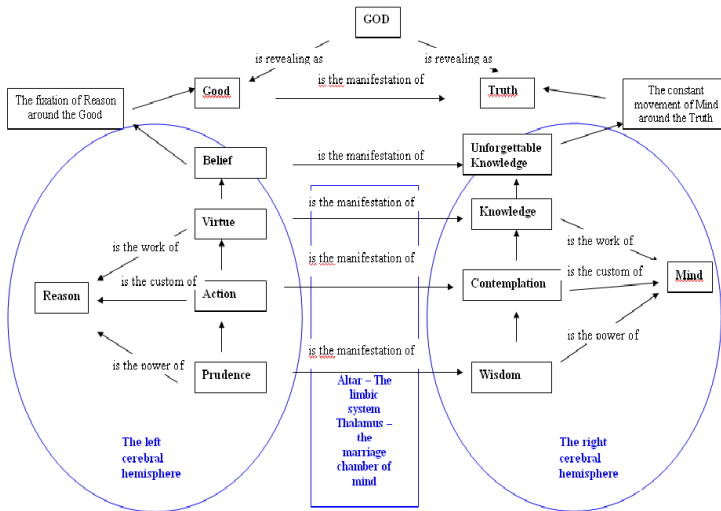 GOD
is revealing as
is revealing as
Good
is the manifestation of
Truth
The fixation of Reason
around the Good
The constant
movement of Mind
around the Truth
Belief
is the manifestation of
Unforgettable
Knowledge
Virtue
is the manifestation of
Knowledge
is the work of
is the work of
Reason
is the custom of
Action
is the manifestation of
Contemplation
is the custom of
Mind
is the power of
Prudence
is the manifestation of
Wisdom
is the power of
Altar – The
limbic
system
Thalamus –
the
marriage
chamber of
mind
The left
cerebral
hemisphere
The right
cerebral
hemisphere